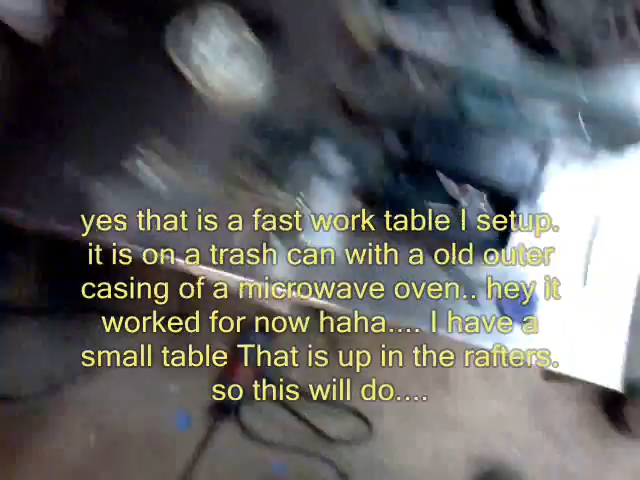 yes that is a fast work table I setup.
it is on a trash can with a old outer
casing of a microwave oven.. hey it
worked for now haha.... I have a
small table That is up in the rafters.
so this will do....